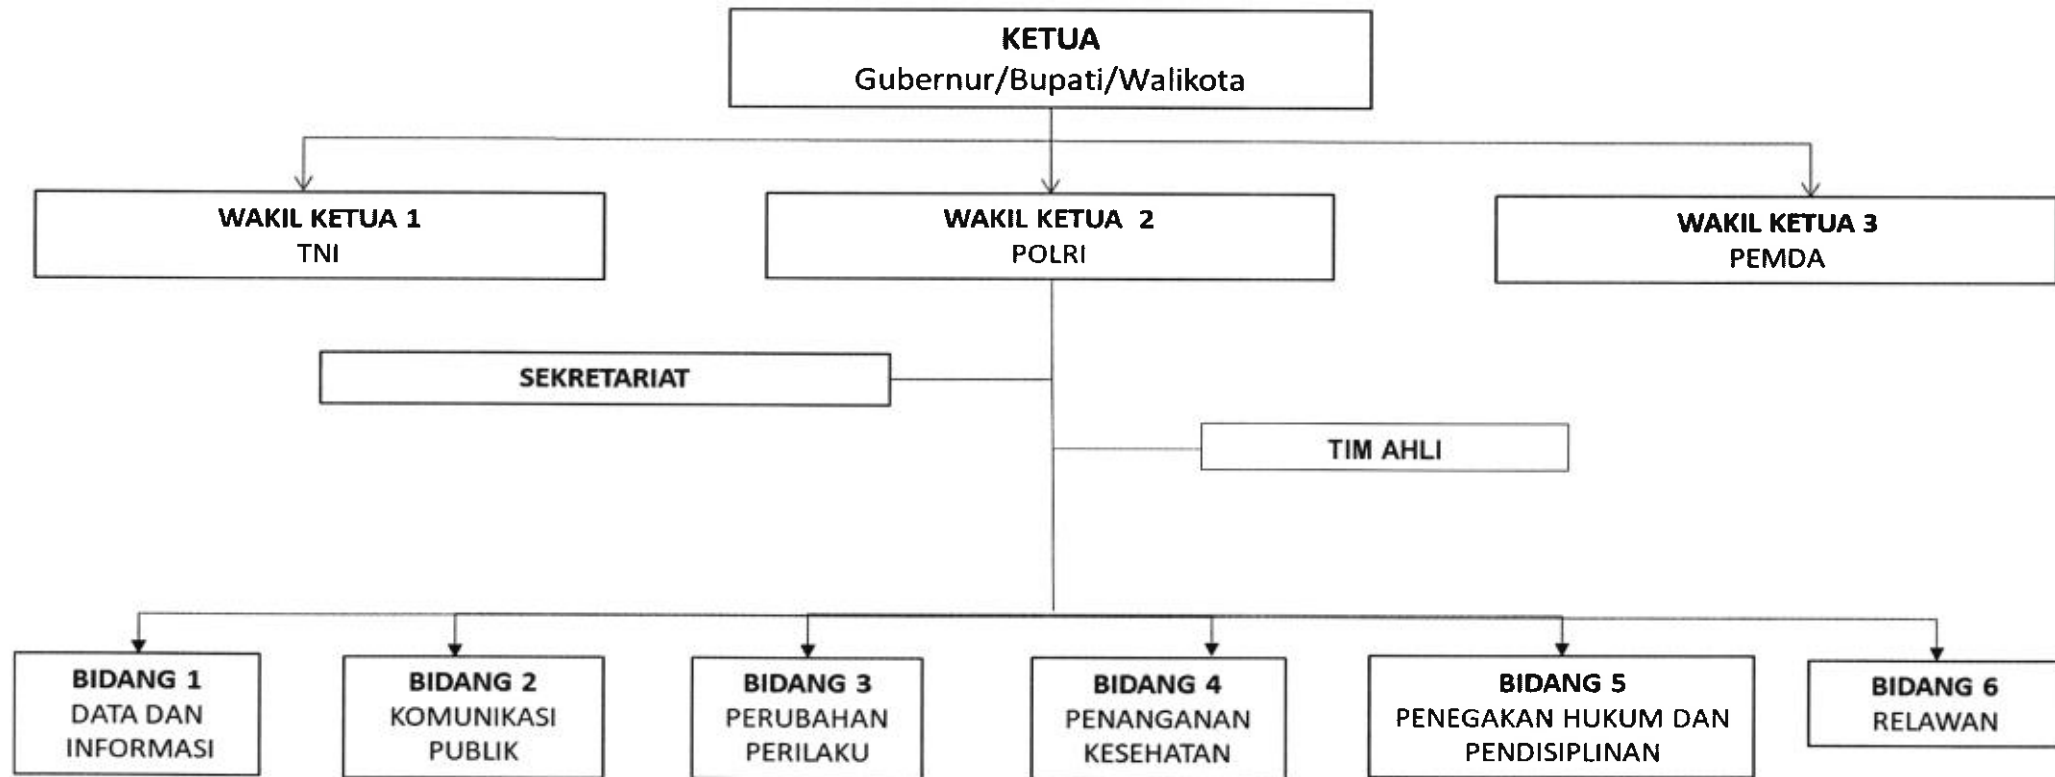 KETUA
Gubernur/Bupati/Walikota
WAKIL KETUA 1
TNI
WAKIL KETUA 2
POLRI
WAKIL KETUA 3
PEMDA
SEKRETARIAT
TIM AHLI
BIDANG 1
DATA DAN
INFORMASI
BIDANG 2
KOMUNIKASI
PUBLIK
BIDANG 3
PERUBAHAN
PERILAKU
BIDANG 4
PENANGANAN
KESEHATAN
BIDANG 5
PENEGAKAN HUKUM DAN
PENDISIPLINAN
BIDANG 6
RELAWAN